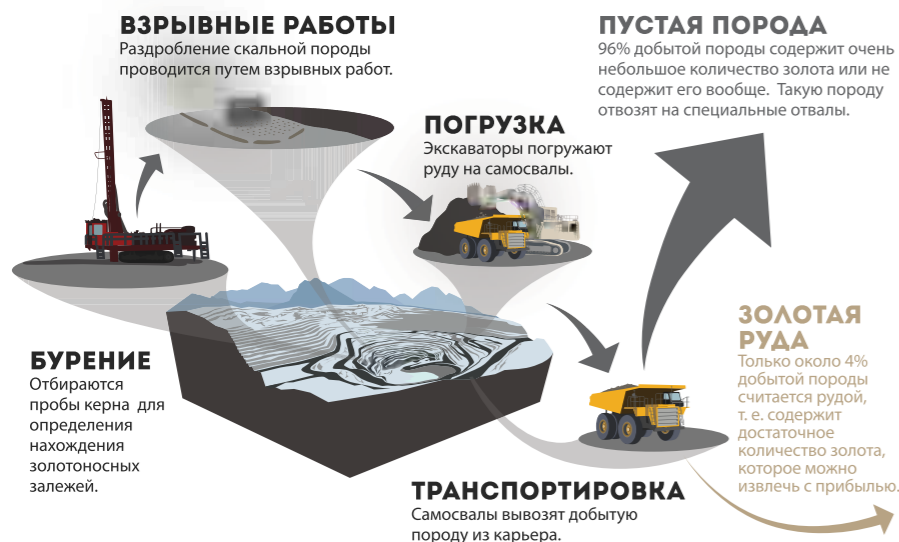 ВЗРЫВНЫЕ РАБОТЫ
Раздробление скальной породы
проводится путем взрывных работ.
ПУСТАЯ ПОРОДА
96% добытой породы содержит очень
небольшое количество золота или не
содержит его вообще. Такую породу
отвозят на специальные отвалы.
ПОГРУЗКА
Экскаваторы погружают
руду на самосвалы.
БУРЕНИЕ
Отбираются
пробы керна для
определения
нахождения
золотоносных
залежей.
ЗОЛОТАЯ
РУДА
Только около 4%
добытой породы
считается рудой,
т. е. содержит
достаточное
количество золота,
которое можно
извлечь с прибылью.
ТРАНСПОРТИРОВКА
Самосвалы вывозят добытую
породу из карьера.